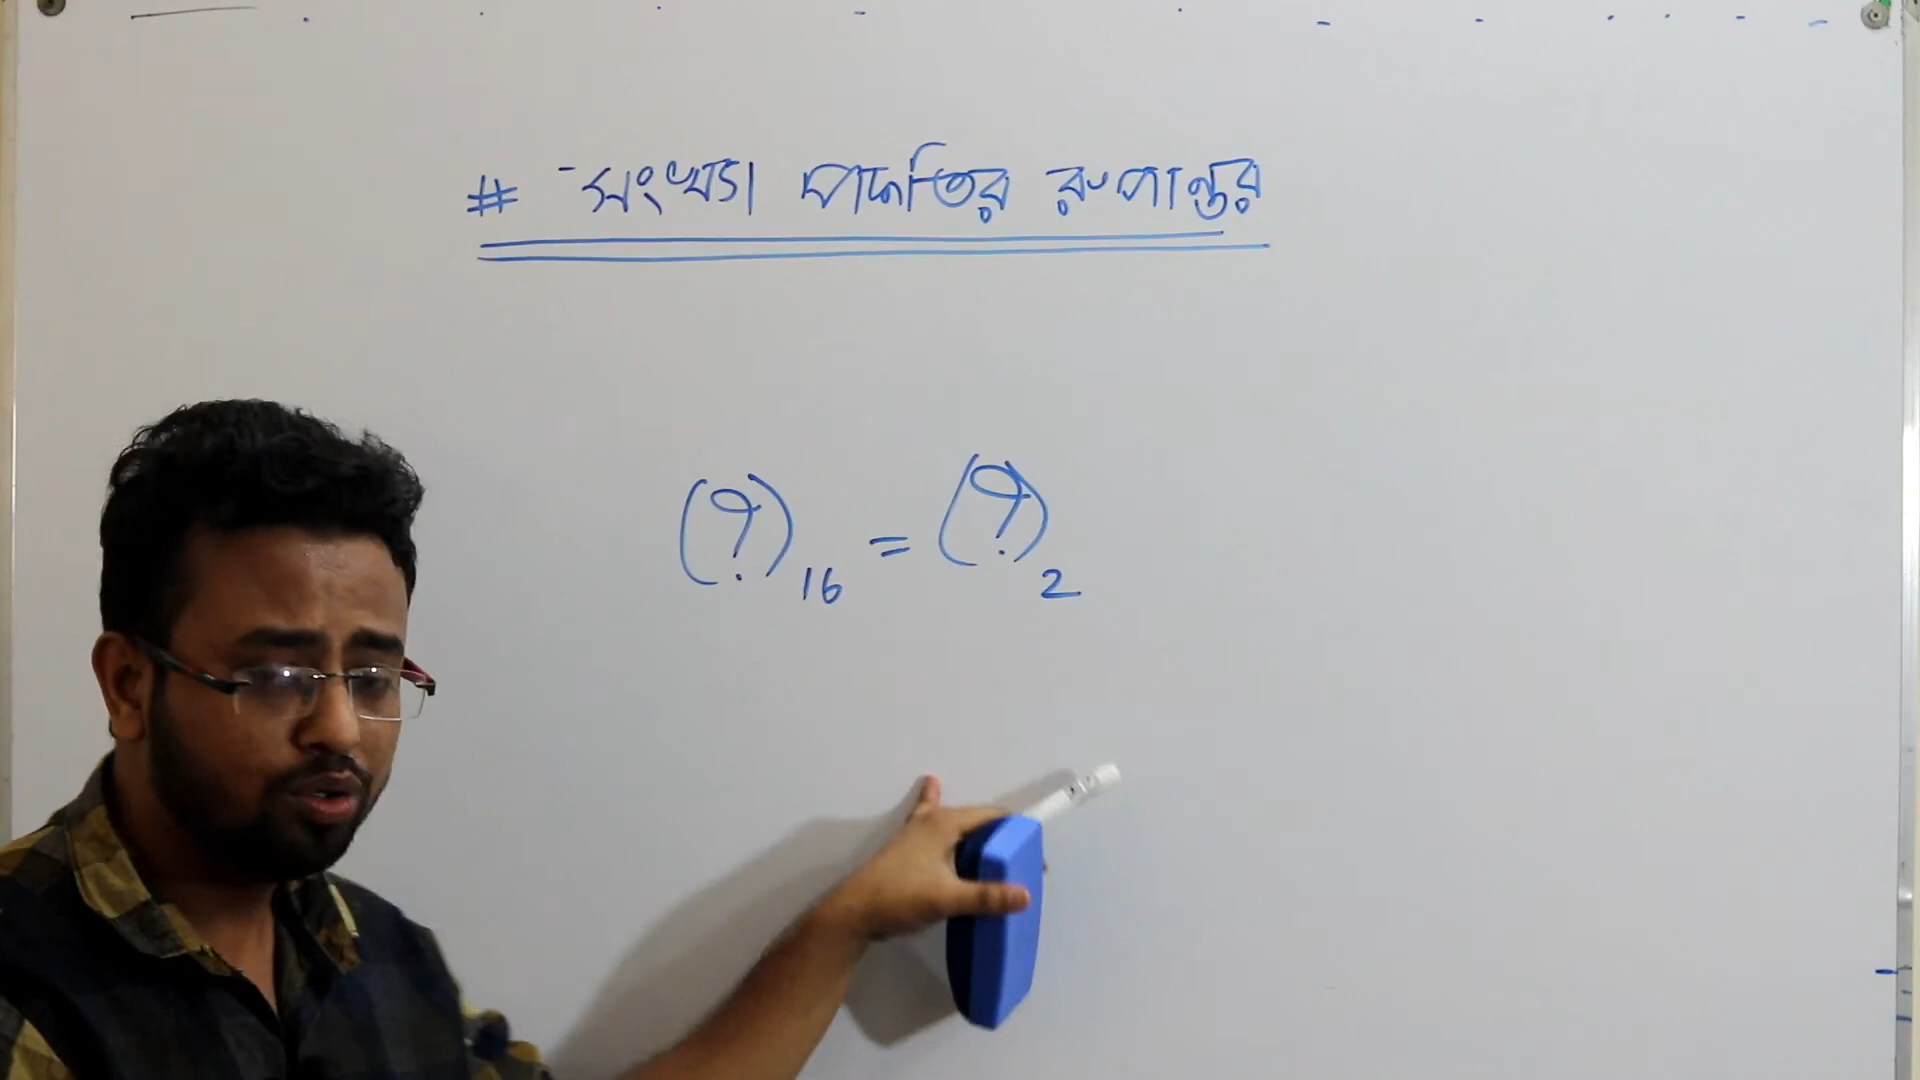 # সংখ্যা পদ্ধতির রুপান্তর
(?)₁₆ = (?)₂